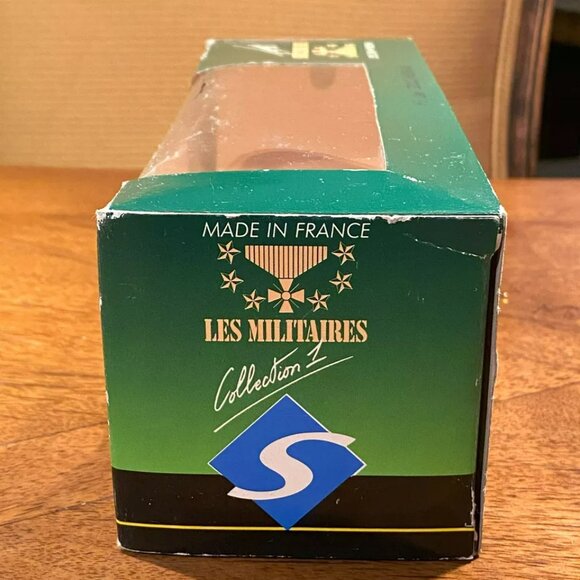 MADE IN FRANCE
LES MILITAIRES
Collection 1
S